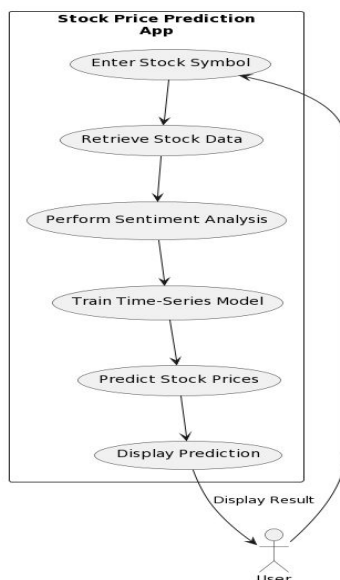 Stock Price Prediction
App
Enter Stock Symbol
Retrieve Stock Data
Perform Sentiment Analysis
Train Time-Series Model
Predict Stock Prices
Display Prediction
Display Result
User